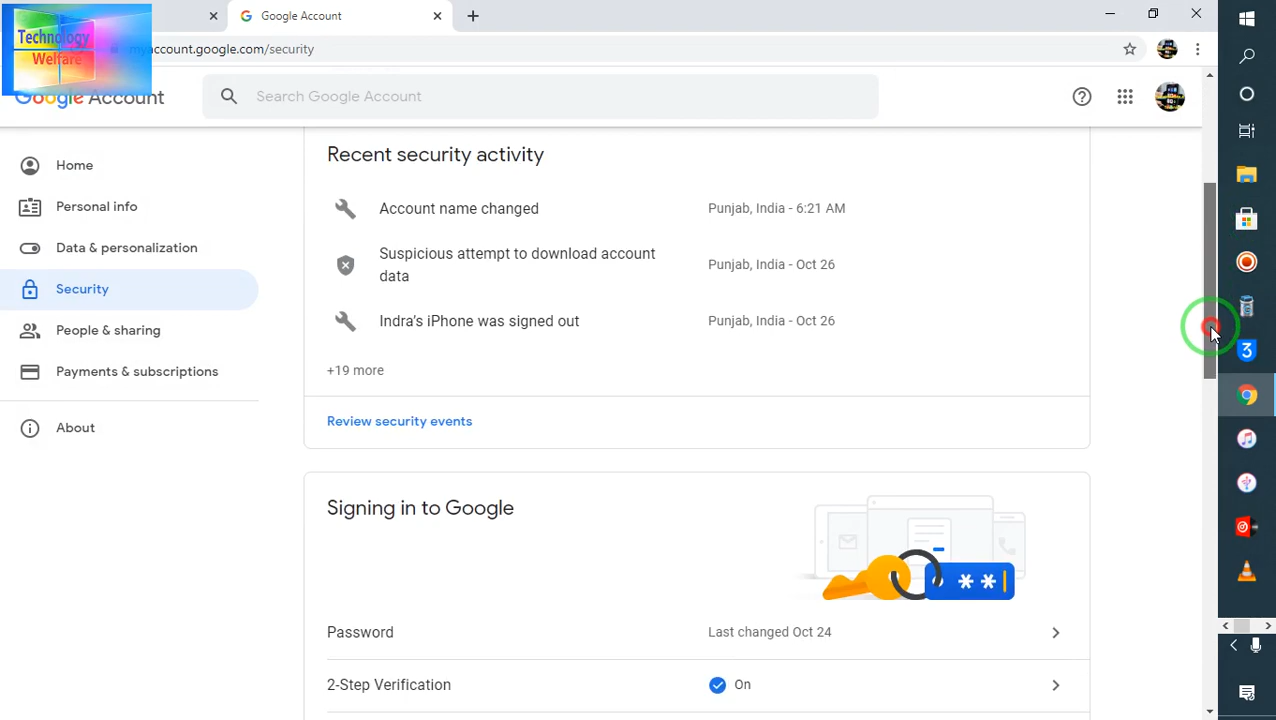 Google Account
Technology
Welfare
myaccount.google.com/security
Google Account
Search Google Account
Home
Personal info
Data & personalization
Security
People & sharing
Payments & subscriptions
About
Recent security activity
Account name changed
Punjab, India - 6:21 AM
Suspicious attempt to download account
data
Punjab, India - Oct 26
Indra's iPhone was signed out
Punjab, India - Oct 26
+19 more
Review security events
Signing in to Google
**
Password
Last changed Oct 24
2-Step Verification
On
3